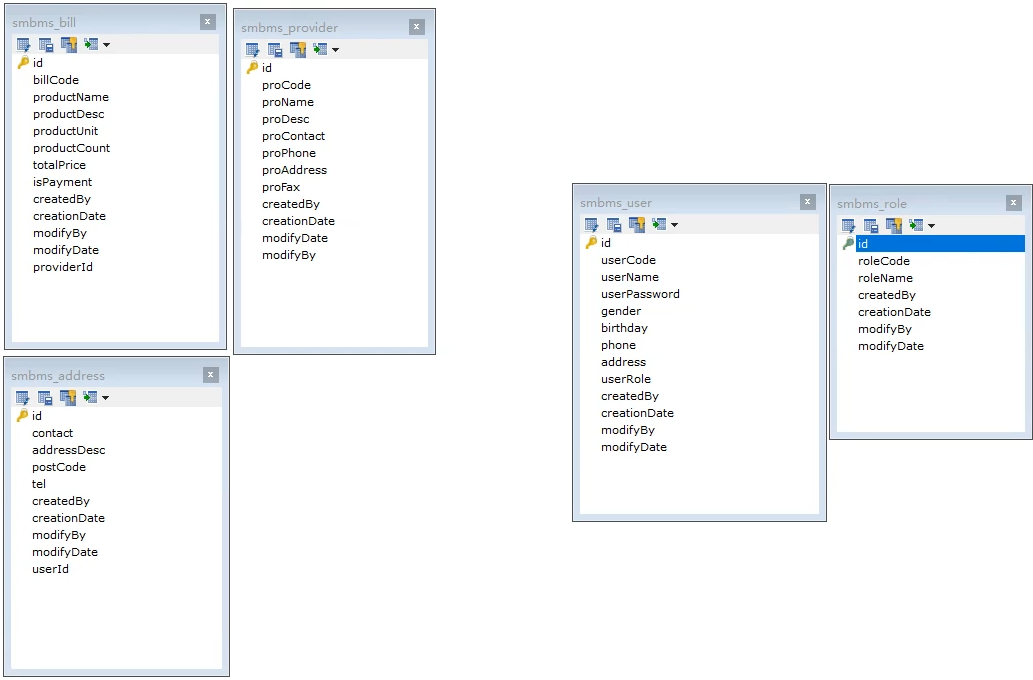 smbms_bill
id
billCode
productName
productDesc
productUnit
productCount
totalPrice
isPayment
createdBy
creationDate
modifyBy
modifyDate
providerId
smbms_provider
id
proCode
proName
proDesc
proContact
proPhone
proAddress
proFax
createdBy
creationDate
modifyDate
modifyBy
smbms_user
id
userCode
userName
userPassword
gender
birthday
phone
address
userRole
createdBy
creationDate
modifyBy
modifyDate
smbms_role
id
roleCode
roleName
createdBy
creationDate
modifyBy
modifyDate
smbms_address
id
contact
addressDesc
postCode
tel
createdBy
creationDate
modifyBy
modifyDate
userId